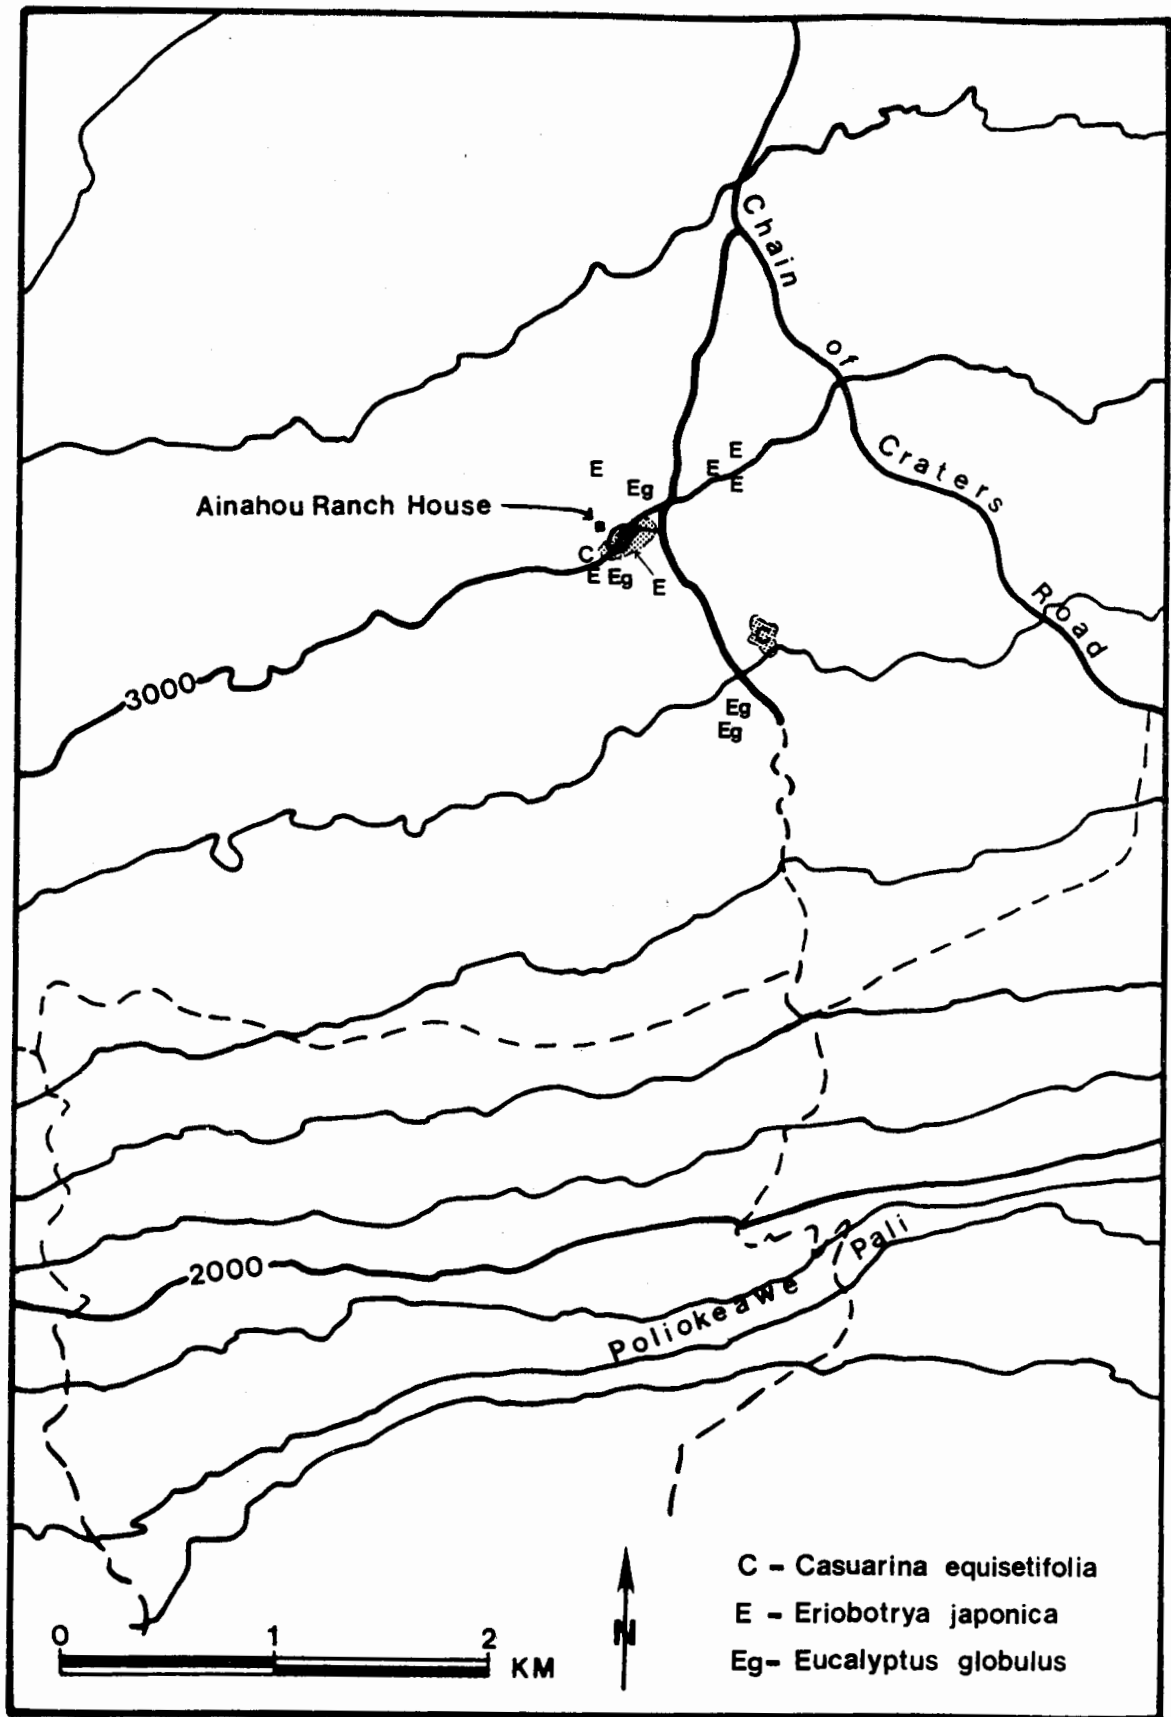 Chain of Craters Road
E
E
E
E
Eg
Ainahou Ranch House
C
E Eg
E
3000
Eg
Eg
2000
Poliokeawe Pali
C - Casuarina equisetifolia
E - Eriobotrya japonica
Eg- Eucalyptus globulus
N
0 1 2
KM